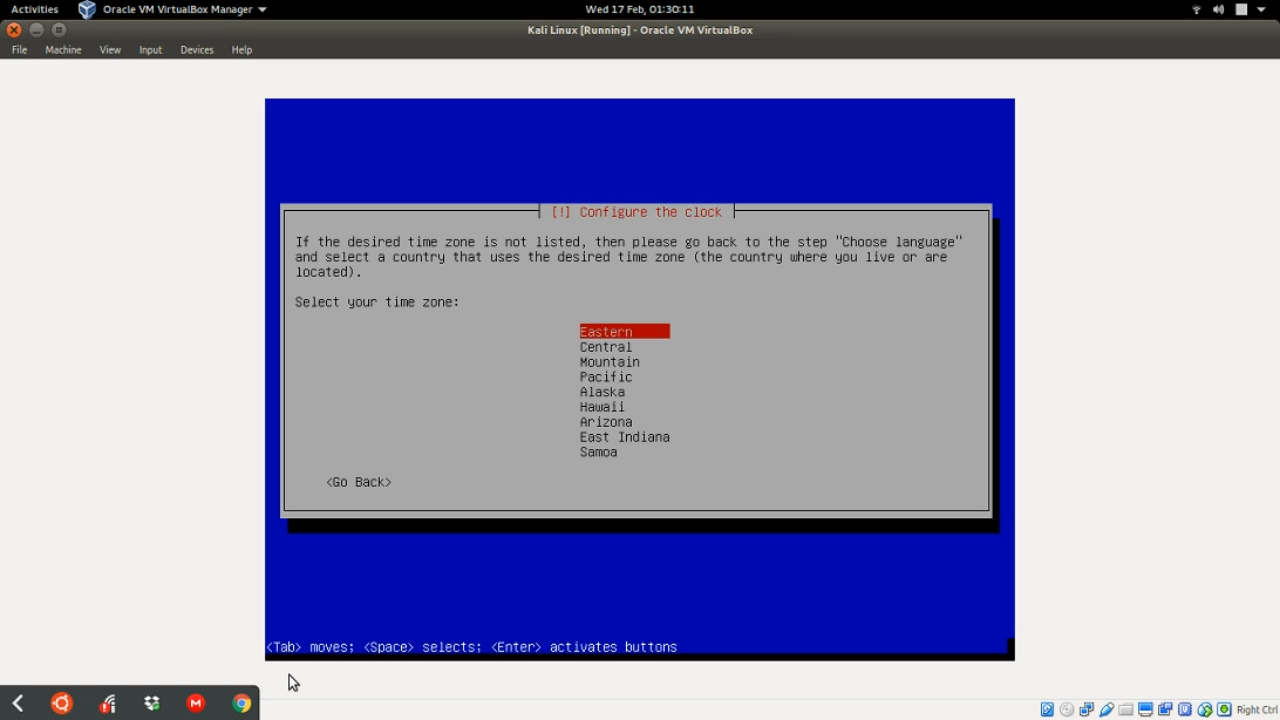 Activities Oracle VM VirtualBox Manager Wed 17 Feb, 01:30:11
Kali Linux [Running] - Oracle VM VirtualBox
File Machine View Input Devices Help
[!] Configure the clock
If the desired time zone is not listed, then please go back to the step "Choose language"
and select a country that uses the desired time zone (the country where you live or are
located).
Select your time zone:
Eastern
Central
Mountain
Pacific
Alaska
Hawaii
Arizona
East Indiana
Samoa
<Go Back>
<Tab> moves; <Space> selects; <Enter> activates buttons
Right Ctrl